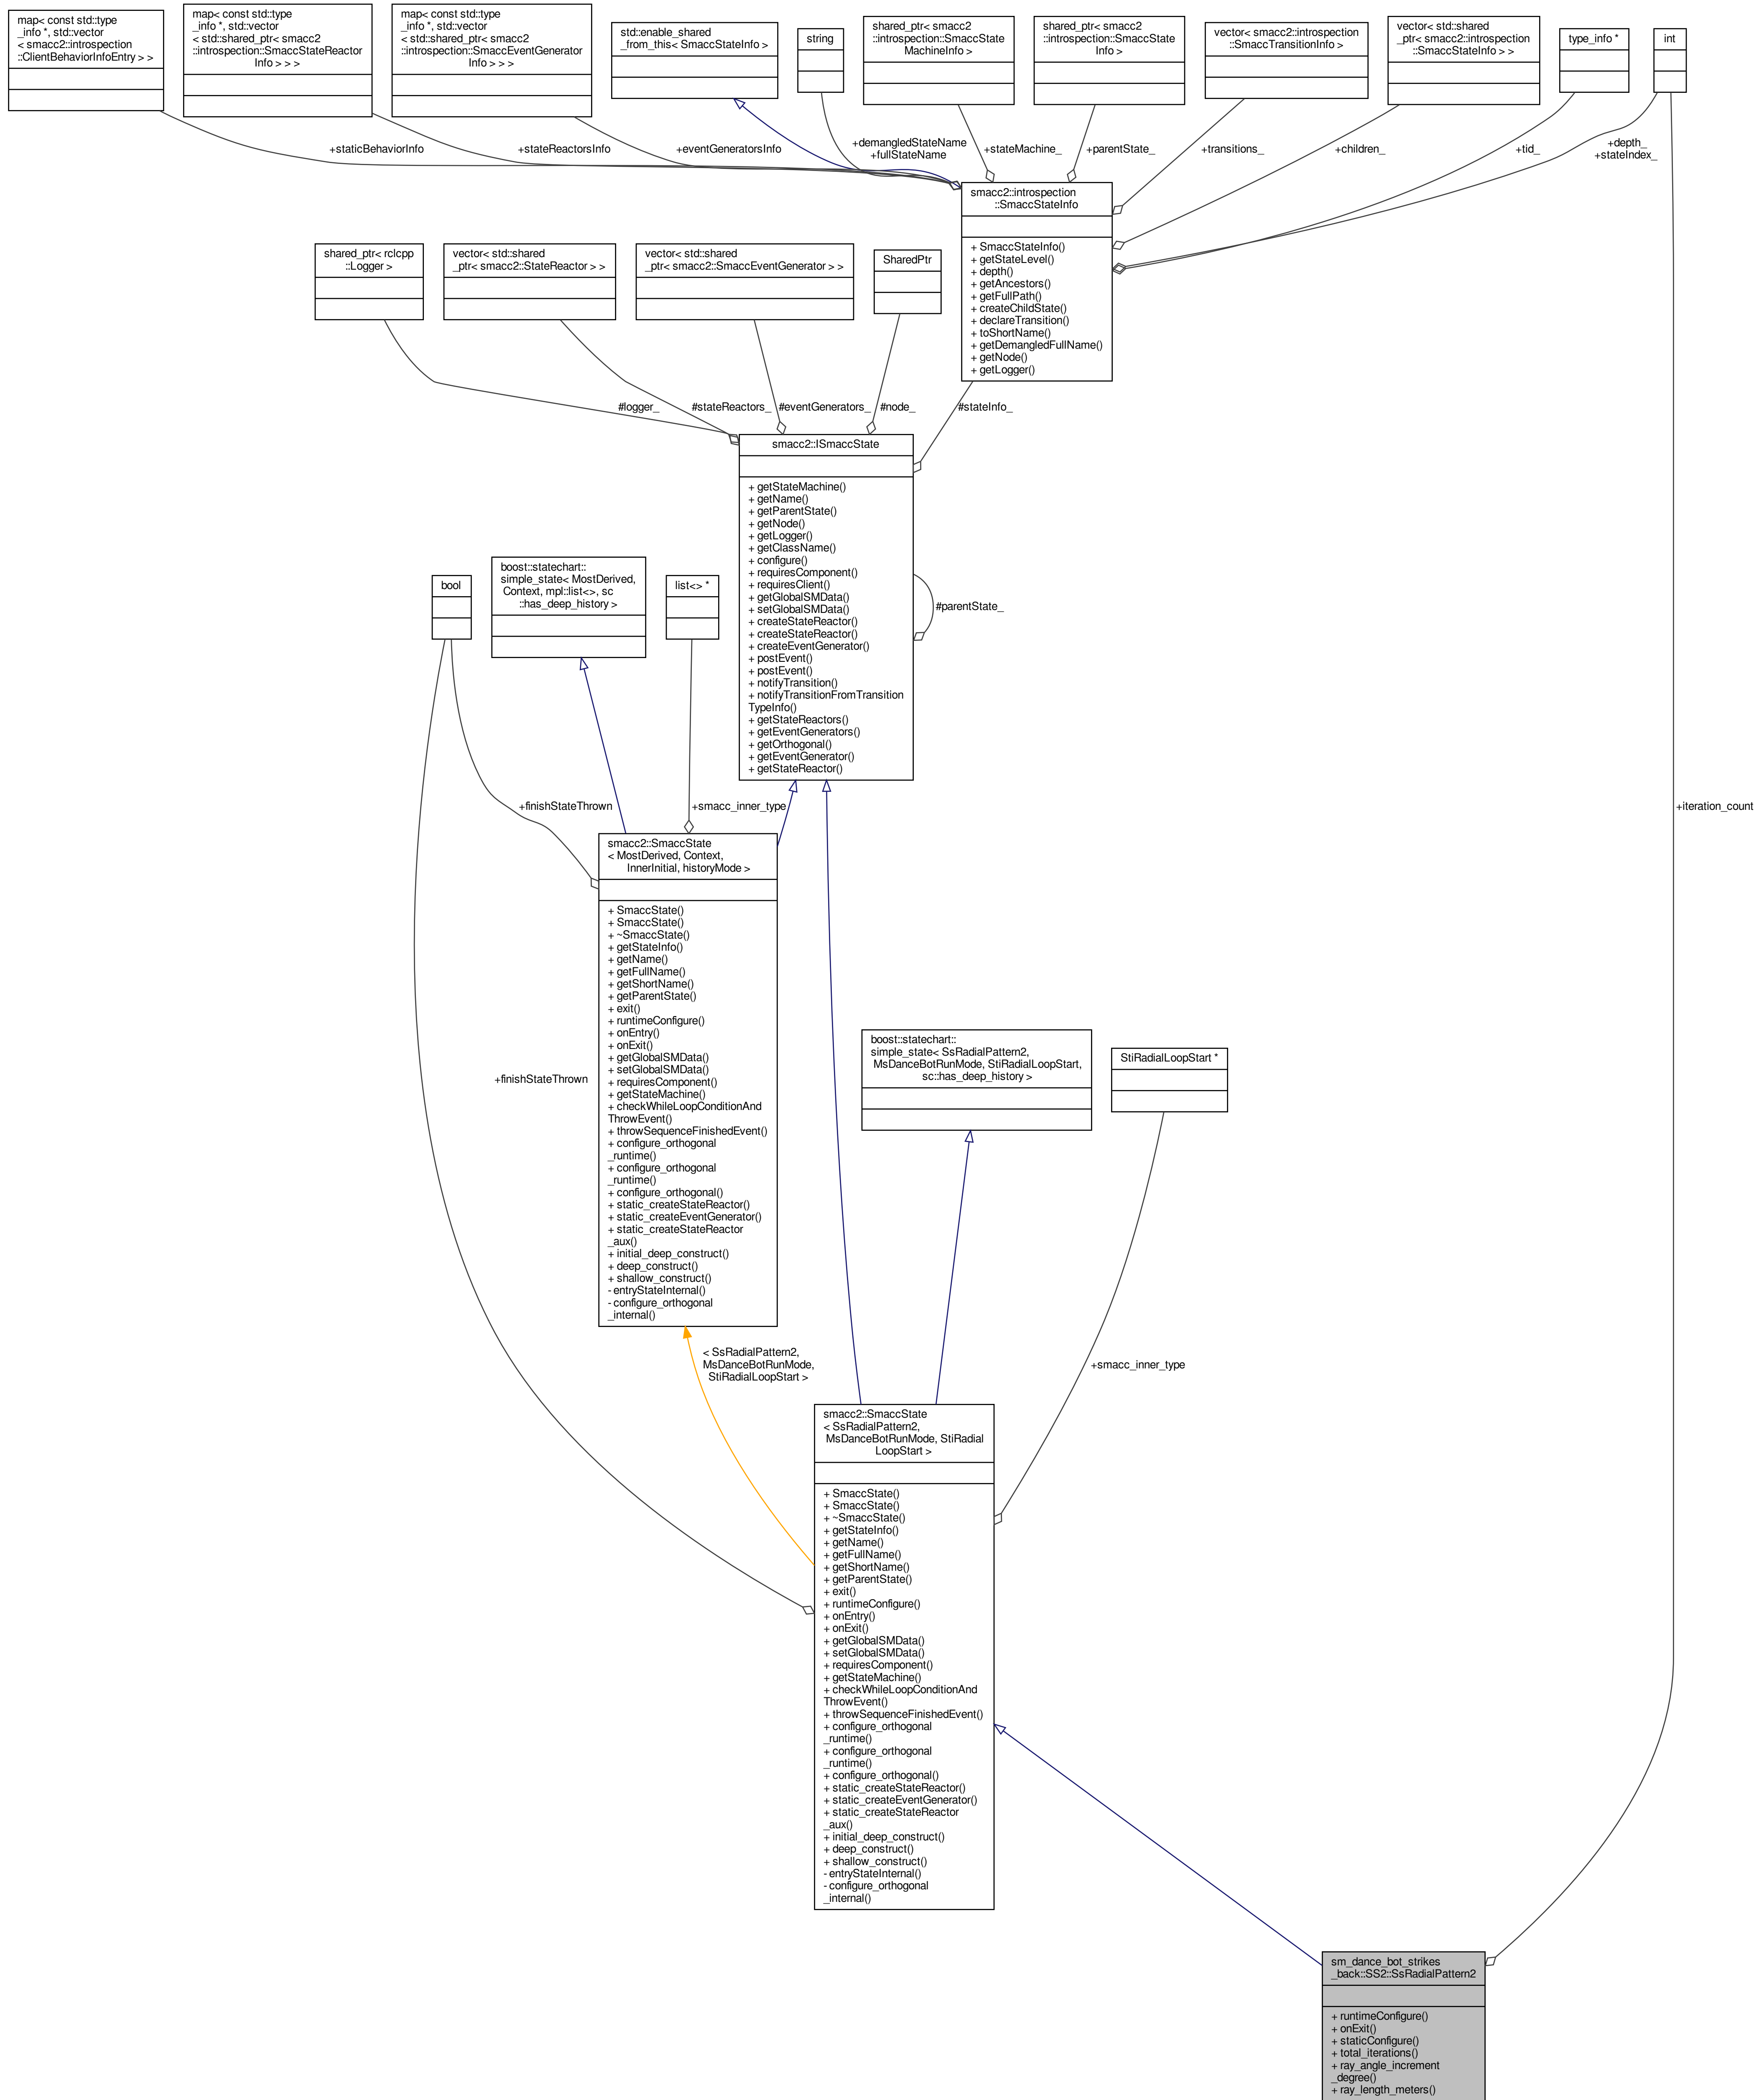 map< const std::type
_info *, std::vector
< smacc2::introspection
::ClientBehaviorInfoEntry > >
map< const std::type
_info *, std::vector
< std::shared_ptr< smacc2
::introspection::SmaccStateReactor
Info > > >
map< const std::type
_info *, std::vector
< std::shared_ptr< smacc2
::introspection::SmaccEventGenerator
Info > > >
std::enable_shared
_from_this< SmaccStateInfo >
string
shared_ptr< smacc2
::introspection::SmaccState
MachineInfo >
shared_ptr< smacc2
::introspection::SmaccState
Info >
vector< smacc2::introspection
::SmaccTransitionInfo >
vector< std::shared
_ptr< smacc2::introspection
::SmaccStateInfo > >
type_info *
int
+staticBehaviorInfo
+stateReactorsInfo
+eventGeneratorsInfo
+demangledStateName
+fullStateName
+stateMachine_
+parentState_
+transitions_
+children_
+tid_
+depth_
+stateIndex_
smacc2::introspection
::SmaccStateInfo
+ SmaccStateInfo()
+ getStateLevel()
+ depth()
+ getAncestors()
+ getFullPath()
+ createChildState()
+ declareTransition()
+ toShortName()
+ getDemangledFullName()
+ getNode()
+ getLogger()
shared_ptr< rclcpp
::Logger >
vector< std::shared
_ptr< smacc2::StateReactor > >
vector< std::shared
_ptr< smacc2::SmaccEventGenerator > >
SharedPtr
#logger_
#stateReactors_
#eventGenerators_
#node_
#stateInfo_
smacc2::ISmaccState
+ getStateMachine()
+ getName()
+ getParentState()
+ getNode()
+ getLogger()
+ getClassName()
+ configure()
+ requiresComponent()
+ requiresClient()
+ getGlobalSMData()
+ setGlobalSMData()
+ createStateReactor()
+ createStateReactor()
+ createEventGenerator()
+ postEvent()
+ postEvent()
+ notifyTransition()
+ notifyTransitionFromTransition
TypeInfo()
+ getStateReactors()
+ getEventGenerators()
+ getOrthogonal()
+ getEventGenerator()
+ getStateReactor()
#parentState_
bool
boost::statechart::
simple_state< MostDerived,
Context, mpl::list<>, sc
::has_deep_history >
list<> *
+finishStateThrown
+smacc_inner_type
+iteration_count
smacc2::SmaccState
< MostDerived, Context,
InnerInitial, historyMode >
+ SmaccState()
+ SmaccState()
+ ~SmaccState()
+ getStateInfo()
+ getName()
+ getFullName()
+ getShortName()
+ getParentState()
+ exit()
+ runtimeConfigure()
+ onEntry()
+ onExit()
+ getGlobalSMData()
+ setGlobalSMData()
+ requiresComponent()
+ getStateMachine()
+ checkWhileLoopConditionAnd
ThrowEvent()
+ throwSequenceFinishedEvent()
+ configure_orthogonal
_runtime()
+ configure_orthogonal
_runtime()
+ configure_orthogonal()
+ static_createStateReactor()
+ static_createEventGenerator()
+ static_createStateReactor
_aux()
+ initial_deep_construct()
+ deep_construct()
+ shallow_construct()
- entryStateInternal()
- configure_orthogonal
_internal()
+finishStateThrown
boost::statechart::
simple_state< SsRadialPattern2,
MsDanceBotRunMode, StiRadialLoopStart,
sc::has_deep_history >
StiRadialLoopStart *
< SsRadialPattern2,
MsDanceBotRunMode,
StiRadialLoopStart >
+smacc_inner_type
smacc2::SmaccState
< SsRadialPattern2,
MsDanceBotRunMode, StiRadial
LoopStart >
+ SmaccState()
+ SmaccState()
+ ~SmaccState()
+ getStateInfo()
+ getName()
+ getFullName()
+ getShortName()
+ getParentState()
+ exit()
+ runtimeConfigure()
+ onEntry()
+ onExit()
+ getGlobalSMData()
+ setGlobalSMData()
+ requiresComponent()
+ getStateMachine()
+ checkWhileLoopConditionAnd
ThrowEvent()
+ throwSequenceFinishedEvent()
+ configure_orthogonal
_runtime()
+ configure_orthogonal
_runtime()
+ configure_orthogonal()
+ static_createStateReactor()
+ static_createEventGenerator()
+ static_createStateReactor
_aux()
+ initial_deep_construct()
+ deep_construct()
+ shallow_construct()
- entryStateInternal()
- configure_orthogonal
_internal()
sm_dance_bot_strikes
_back::SS2::SsRadialPattern2
+ runtimeConfigure()
+ onExit()
+ staticConfigure()
+ total_iterations()
+ ray_angle_increment
_degree()
+ ray_length_meters()